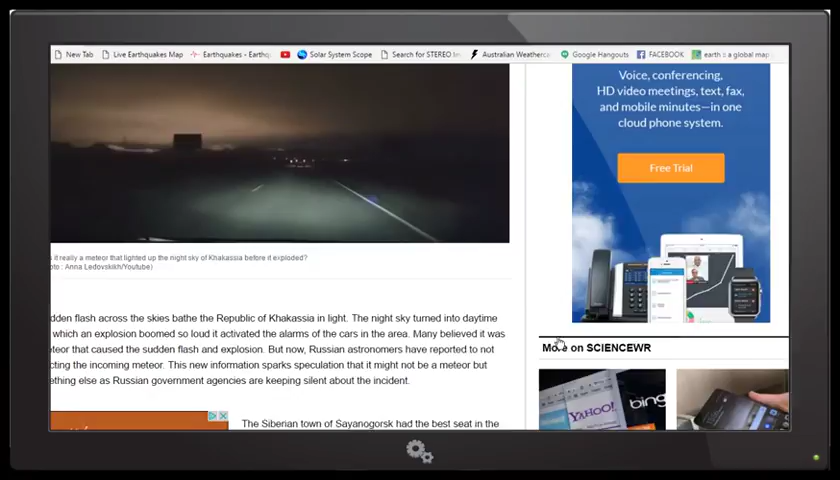 New Tab
Live Earthquakes Map
Earthquakes - Earthq
Solar System Scope
Search for STEREO
Australian Weather
Google Hangouts
FACEBOOK
earth :: a global map
Voice, conferencing,
HD video meetings, text, fax,
and mobile minutes—in one
cloud phone system.
Free Trial
it really a meteor that lighted up the night sky of Khakassia before it exploded?
oto : Anna Ledovskikh/Youtube)
dden flash across the skies bathe the Republic of Khakassia in light. The night sky turned into daytime
which an explosion boomed so loud it activated the alarms of the cars in the area. Many believed it was
eteor that caused the sudden flash and explosion. But now, Russian astronomers have reported to not
cting the incoming meteor. This new information sparks speculation that it might not be a meteor but
ething else as Russian government agencies are keeping silent about the incident.
More on SCIENCEWR
YAHOO!
bing
The Siberian town of Sayanogorsk had the best seat in the